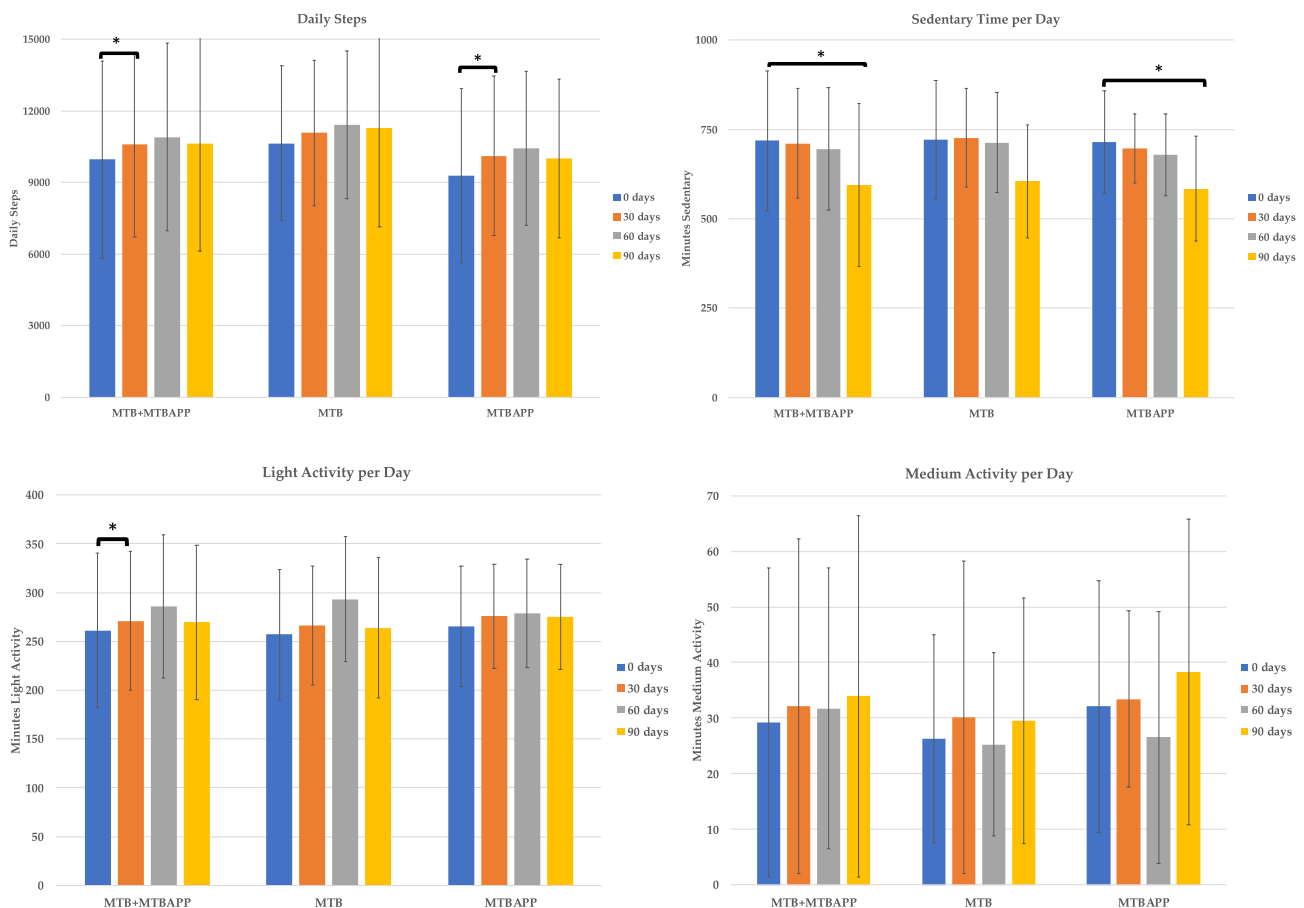 Daily Steps
15000
12000
9000
6000
3000
0
Daily Steps
*
*
MTB+MTBAPP
MTB
MTBAPP
0 days
30 days
60 days
90 days
Sedentary Time per Day
1000
750
500
250
0
Minutes Sedentary
*
*
MTB+MTBAPP
MTB
MTBAPP
0 days
30 days
60 days
90 days
Light Activity per Day
400
350
300
250
200
150
100
50
0
Minutes Light Activity
*
MTB+MTBAPP
MTB
MTBAPP
0 days
30 days
60 days
90 days
Medium Activity per Day
70
60
50
40
30
20
10
0
Minutes Medium Activity
MTB+MTBAPP
MTB
MTBAPP
0 days
30 days
60 days
90 days